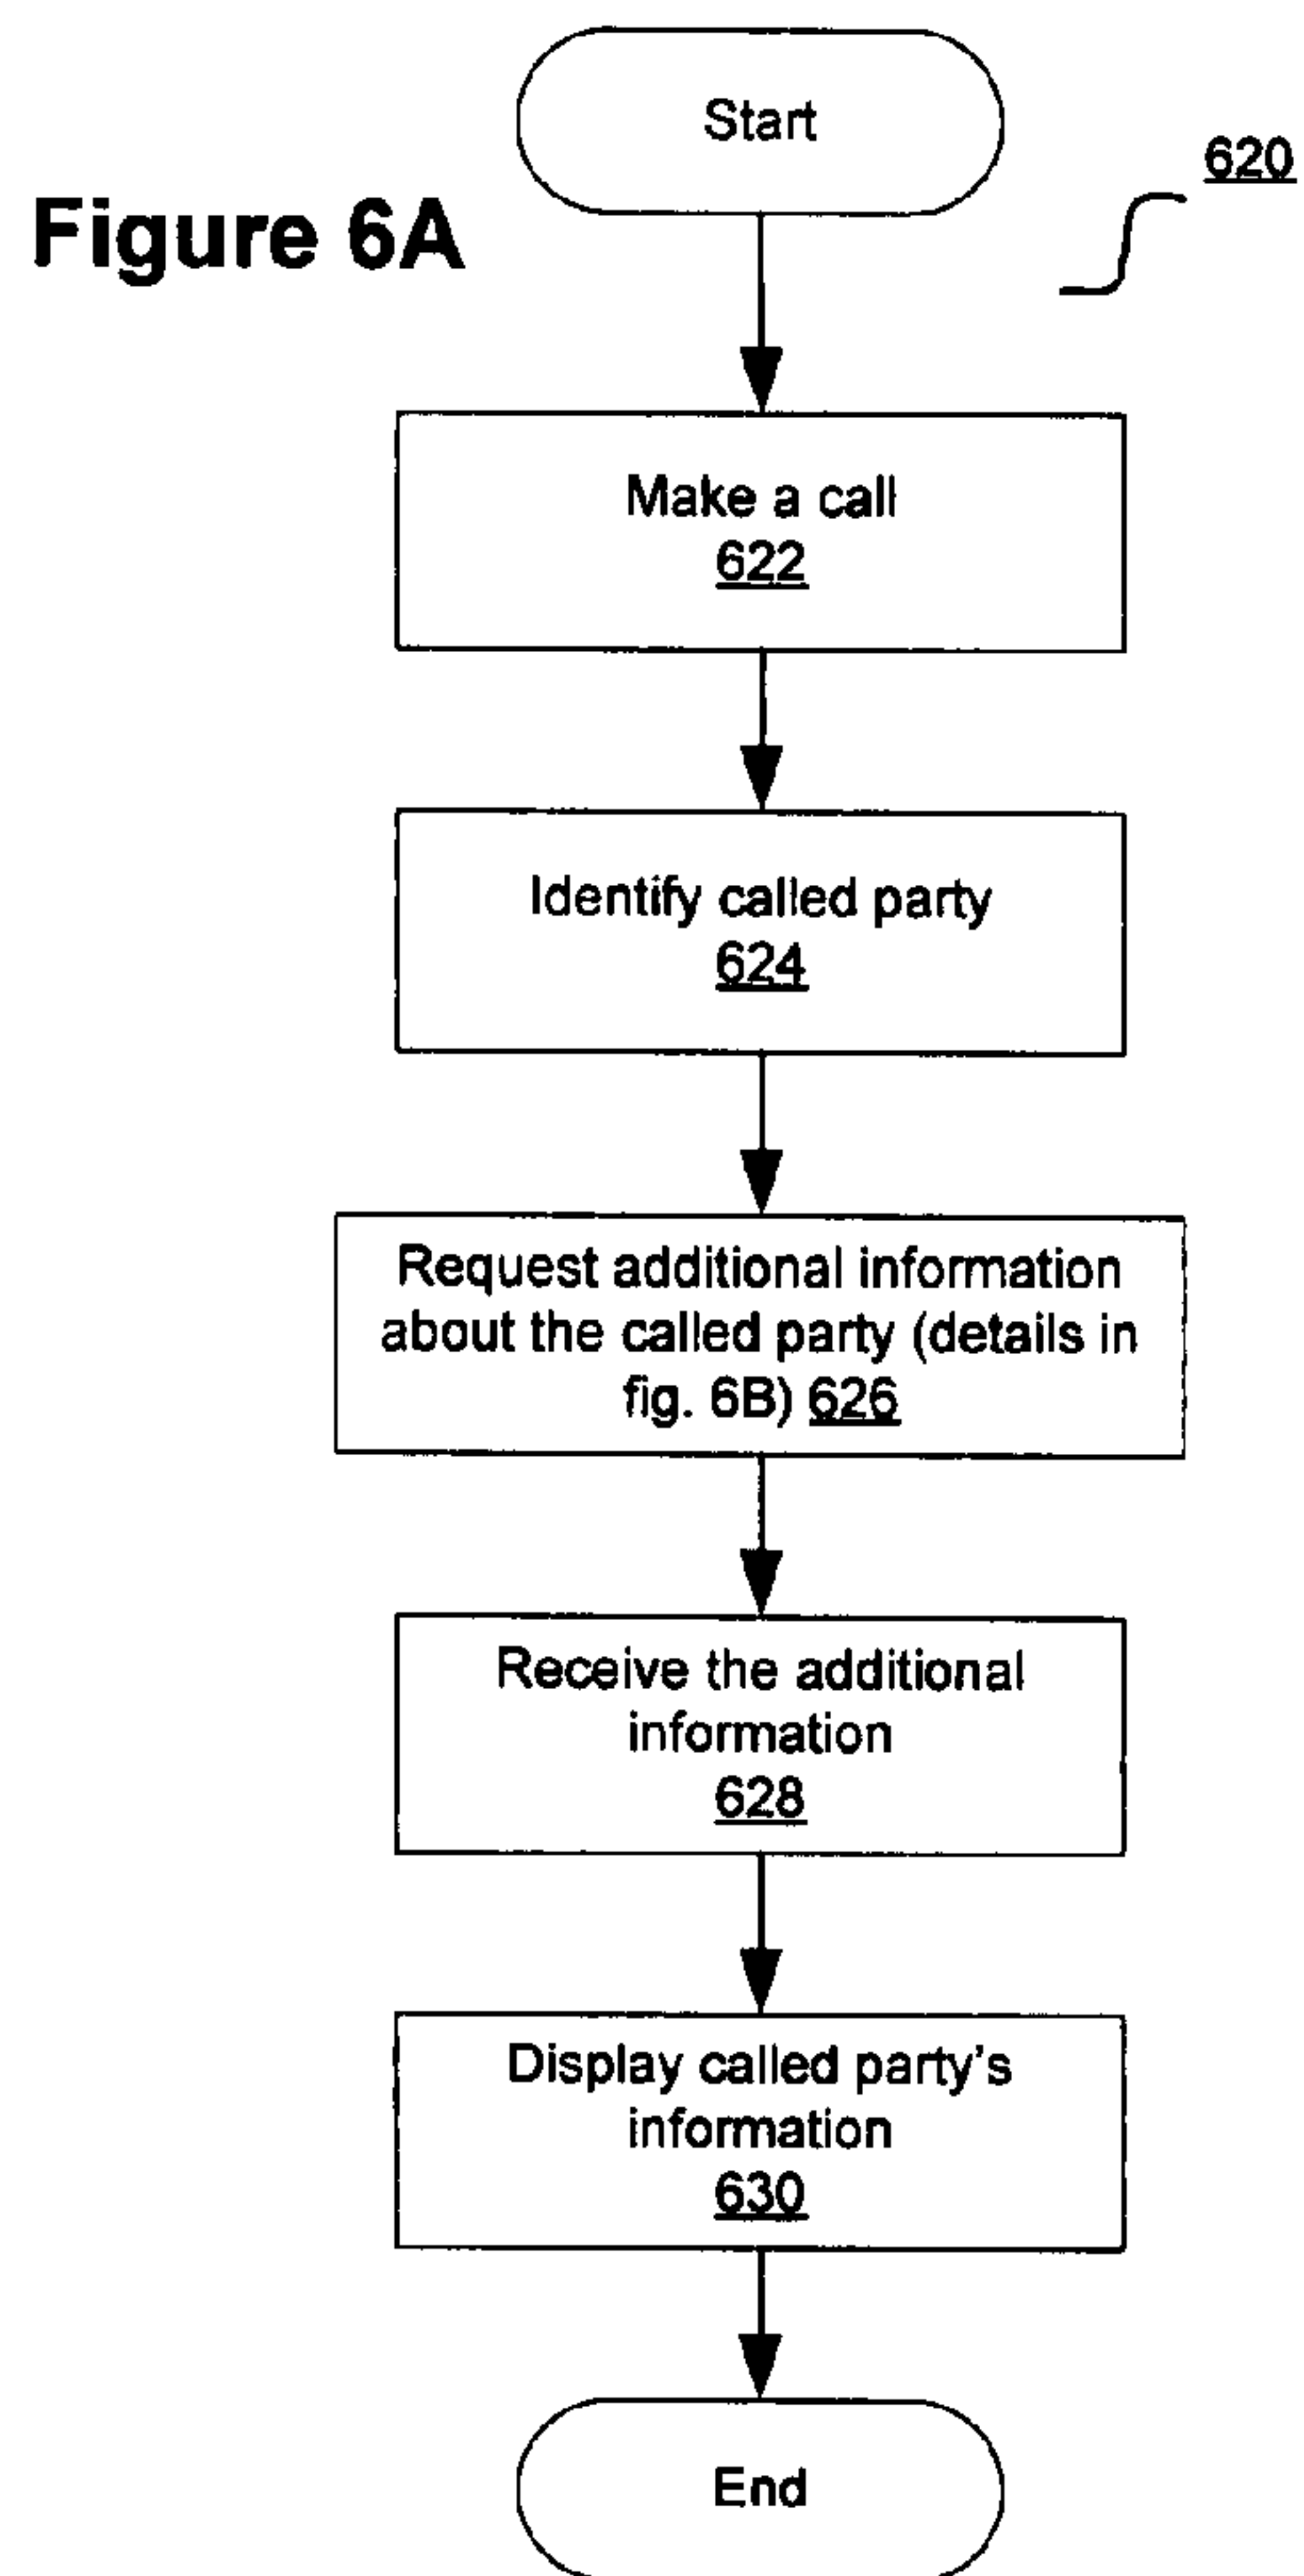 Start
620
Figure 6A
Make a call
622
Identify called party
624
Request additional information
about the called party (details in
fig. 6B) 626
Receive the additional
information
628
Display called party's
information
630
End